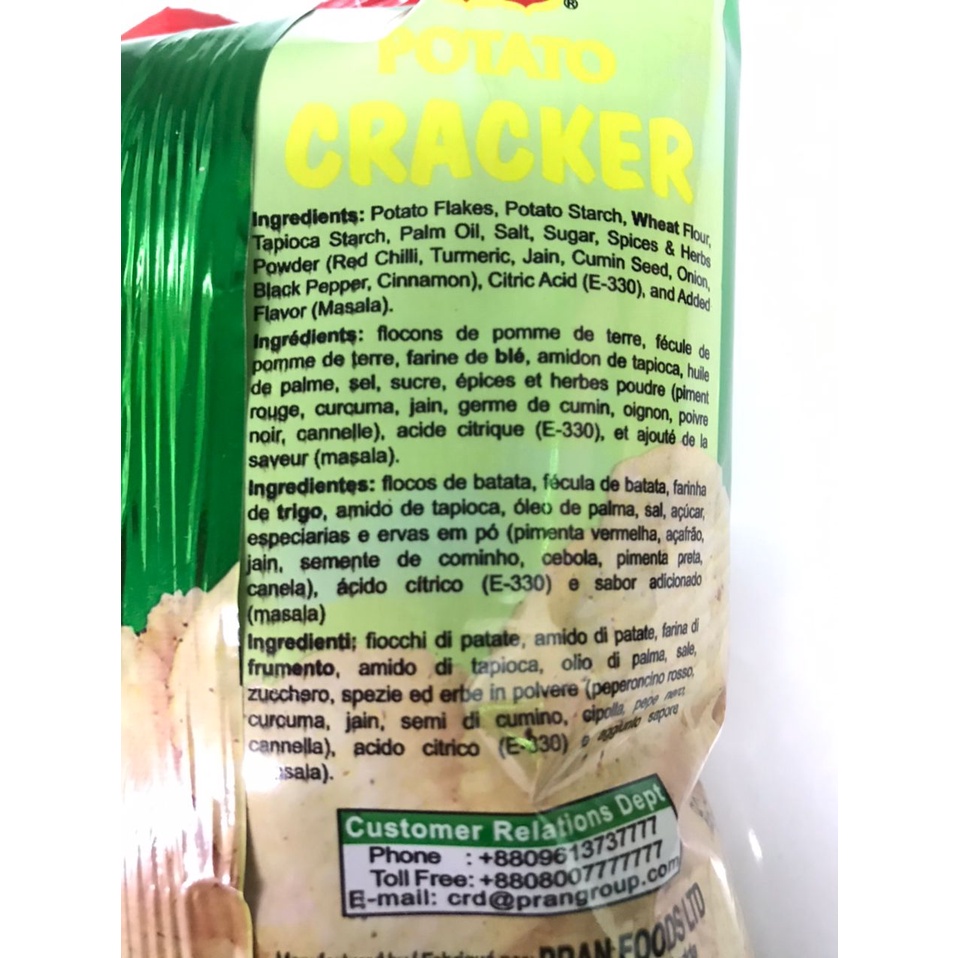 ®
POTATO
CRACKER
Ingredients: Potato Flakes, Potato Starch, Wheat Flour,
Tapioca Starch, Palm Oil, Salt, Sugar, Spices & Herbs
Powder (Red Chilli, Turmeric, Jain, Cumin Seed, Onion,
Black Pepper, Cinnamon), Citric Acid (E-330), and Added
Flavor (Masala).
Ingrédients: flocons de pomme de terre, fécule de
pomme de terre, farine de blé, amidon de tapioca, huile
de palme, sel, sucre, épices et herbes poudre (piment
rouge, curcuma, jain, germe de cumin, oignon, poivre
noir, cannelle), acide citrique (E-330), et ajouté de la
saveur (masala).
Ingredientes: flocos de batata, fécula de batata, farinha
de trigo, amido de tapioca, óleo de palma, sal, açúcar,
especiarias e ervas em pó (pimenta vermelha, açafrão,
jain, semente de cominho, cebola, pimenta preta,
canela), ácido cítrico (E-330) e sabor adicionado
(masala)
Ingredienti: fiocchi di patate, amido di patate, farina di
frumento, amido di tapioca, olio di palma, sale,
zucchero, spezie ed erbe in polvere (peperoncino rosso,
curcuma, jain, semi di cumino, cipolla, pepe nero,
cannella), acido citrico (E-330) e aggiunto sapore
Customer Relations Dept
Phone : +8809613737777
Toll Free: +8808007777777
E-mail: crd@prangroup.com
PRAN FOODS LTD